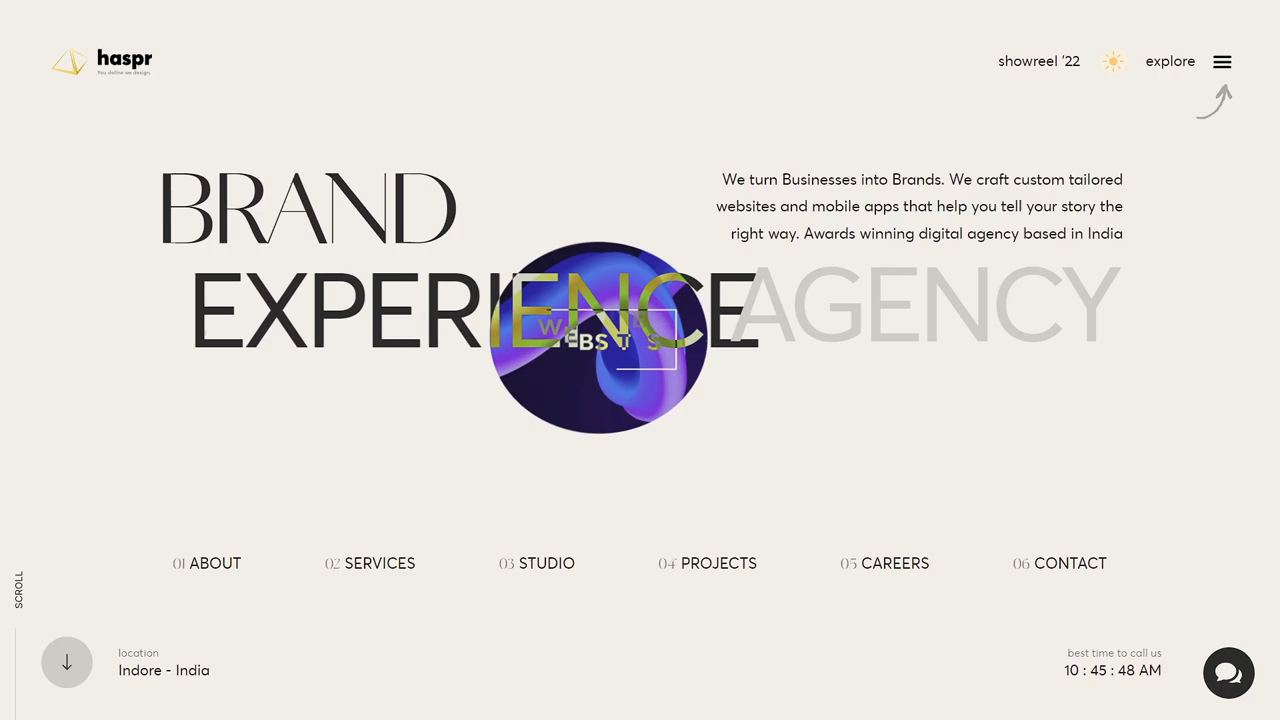 haspr
You define we design.
showreel '22
explore
BRAND
We turn Businesses into Brands. We craft custom tailored
websites and mobile apps that help you tell your story the
right way. Awards winning digital agency based in India
EXPERIENCE AGENCY
01 ABOUT
02 SERVICES
03 STUDIO
04 PROJECTS
05 CAREERS
06 CONTACT
SCROLL
location
Indore - India
best time to call us
10 : 45 : 48 AM